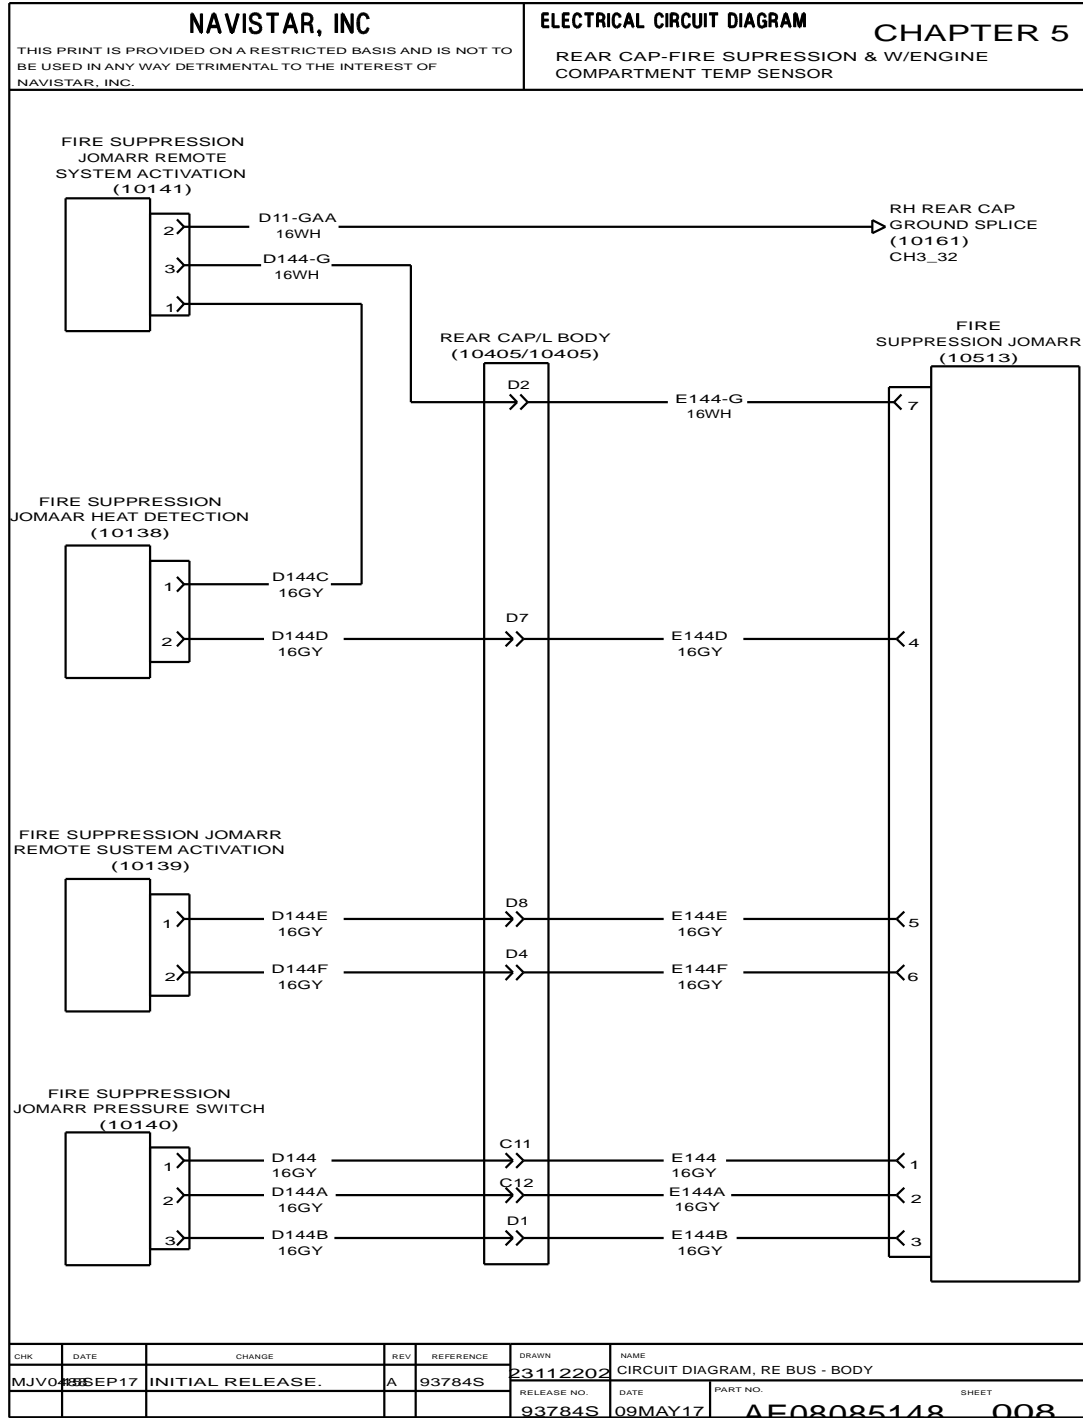 NAVISTAR, INC
THIS PRINT IS PROVIDED ON A RESTRICTED BASIS AND IS NOT TO
BE USED IN ANY WAY DETRIMENTAL TO THE INTEREST OF
NAVISTAR, INC.
ELECTRICAL CIRCUIT DIAGRAM
CHAPTER 5
REAR CAP-FIRE SUPRESSION & W/ENGINE
COMPARTMENT TEMP SENSOR
FIRE SUPPRESSION
JOMARR REMOTE
SYSTEM ACTIVATION
(10141)
2
D11-GAA
16WH
RH REAR CAP
GROUND SPLICE
(10161)
CH3_32
3
D144-G
16WH
1
REAR CAP/L BODY
(10405/10405)
FIRE
SUPPRESSION JOMARR
(10513)
D2
E144-G
16WH
7
FIRE SUPPRESSION
JOMAAR HEAT DETECTION
(10138)
1
D144C
16GY
2
D144D
16GY
D7
E144D
16GY
4
FIRE SUPPRESSION JOMARR
REMOTE SUSTEM ACTIVATION
(10139)
1
D144E
16GY
D8
E144E
16GY
5
2
D144F
16GY
D4
E144F
16GY
6
FIRE SUPPRESSION
JOMARR PRESSURE SWITCH
(10140)
1
D144
16GY
C11
E144
16GY
1
2
D144A
16GY
C12
E144A
16GY
2
3
D144B
16GY
D1
E144B
16GY
3
CHK DATE CHANGE REV REFERENCE
INITIAL RELEASE. A 93784S
DRAWN
23112202
NAME
CIRCUIT DIAGRAM, RE BUS - BODY
RELEASE NO.
93784S
DATE
09MAY17
PART NO.
AE08085148
SHEET
008